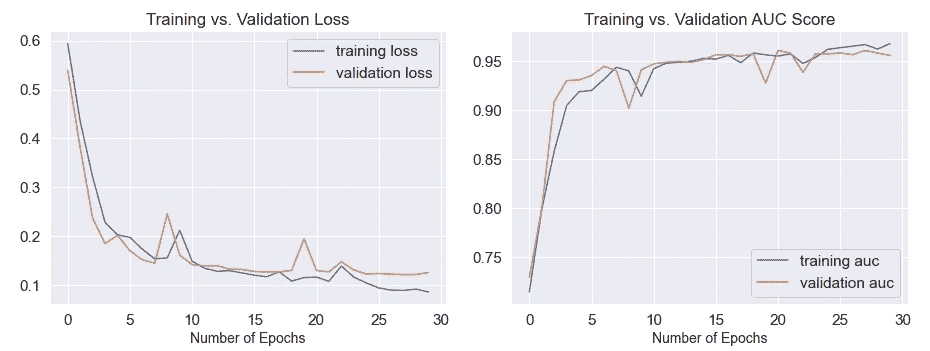 Training vs. Validation Loss
0.6
0.5
0.4
0.3
0.2
0.1
0 5 10 15 20 25 30
Number of Epochs
training loss
validation loss
Training vs. Validation AUC Score
0.95
0.90
0.85
0.80
0.75
0 5 10 15 20 25 30
Number of Epochs
training auc
validation auc